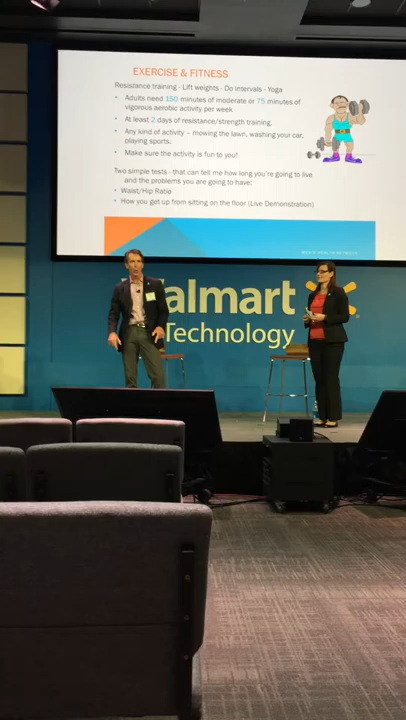 EXERCISE & FITNESS
Resistance training - Lift weights - Do intervals - Yoga
• Adults need 150 minutes of moderate or 75 minutes of
vigorous aerobic activity per week
• At least 2 days of resistance/strength training,
• Any kind of activity – mowing the lawn, washing your car,
playing sports.
• Make sure the activity is fun to you!
Two simple tests - that can tell me how long you're going to live
and the problems you are going to have:
• Waist/Hip Ratio
• How you get up from sitting on the floor (Live Demonstration)
almart
Technology